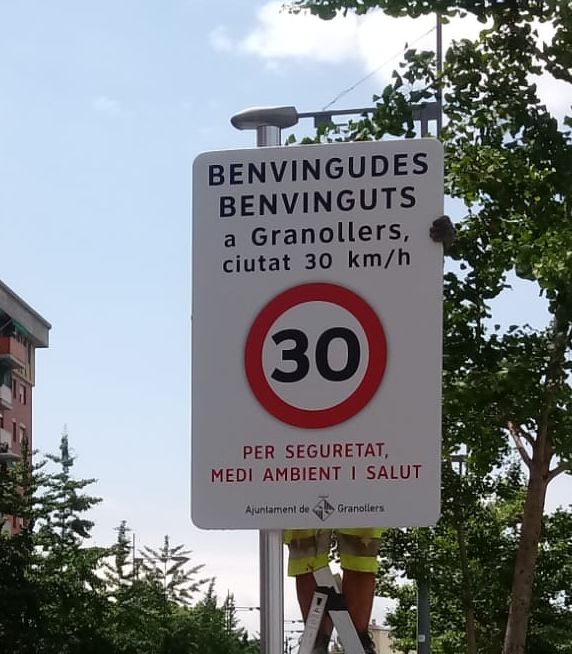 BENVINGUDES
BENVINGUTS
a Granollers,
ciutat 30 km/h
30
PER SEGURETAT,
MEDI AMBIENT I SALUT
Ajuntament de Granollers